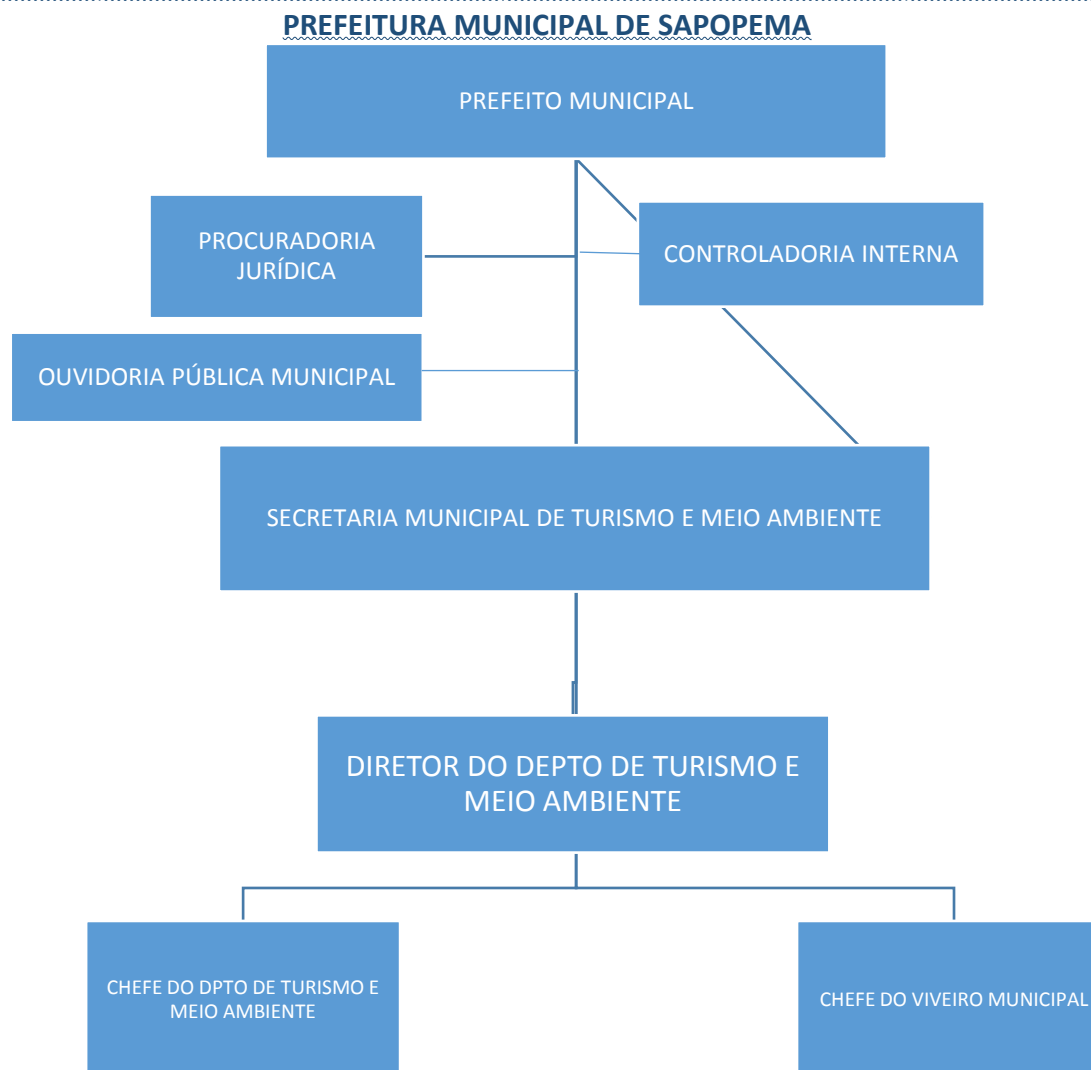 PREFEITURA MUNICIPAL DE SAPOPEMA
PREFEITO MUNICIPAL
PROCURADORIA
JURÍDICA
CONTROLADORIA INTERNA
OUVIDORIA PÚBLICA MUNICIPAL
SECRETARIA MUNICIPAL DE TURISMO E MEIO AMBIENTE
DIRETOR DO DEPTO DE TURISMO E
MEIO AMBIENTE
CHEFE DO DPTO DE TURISMO E
MEIO AMBIENTE
CHEFE DO VIVEIRO MUNICIPAL